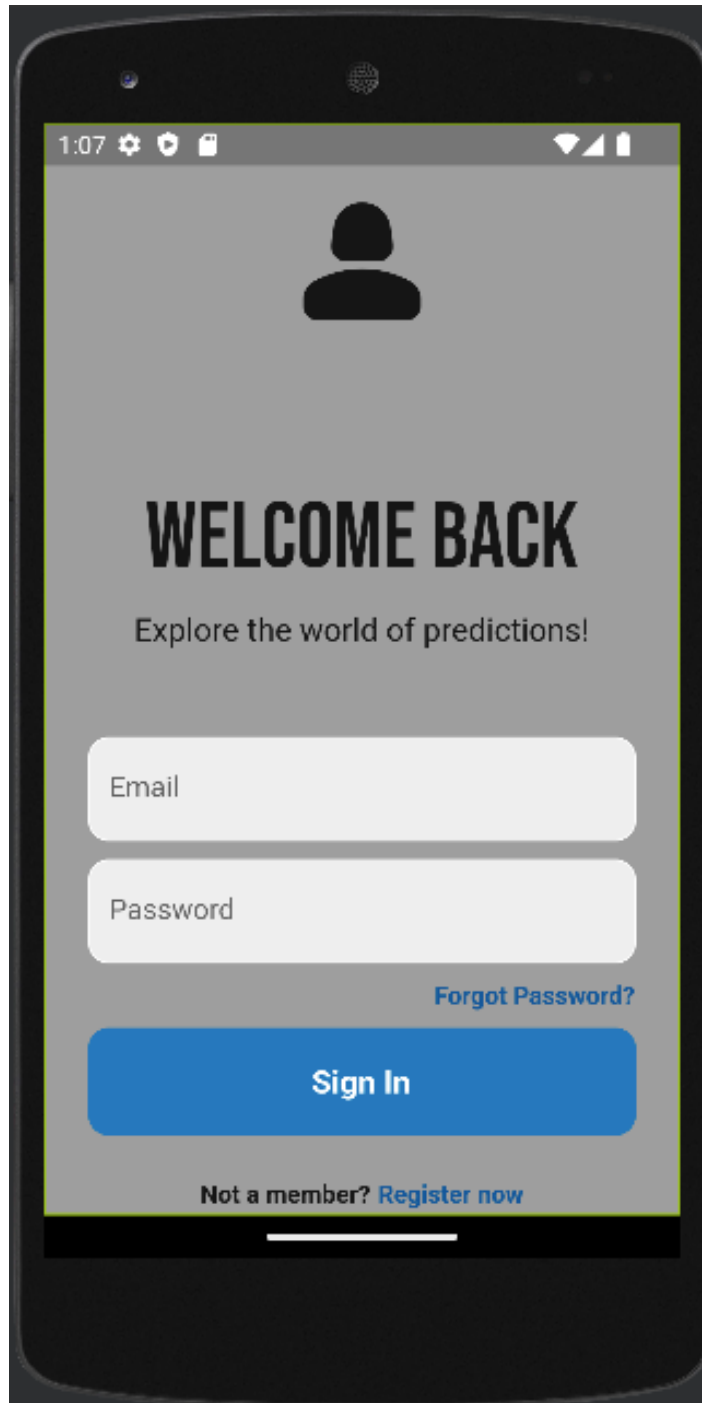 1:07
WELCOME BACK
Explore the world of predictions!
Email
Password
Forgot Password?
Sign In
Not a member? Register now